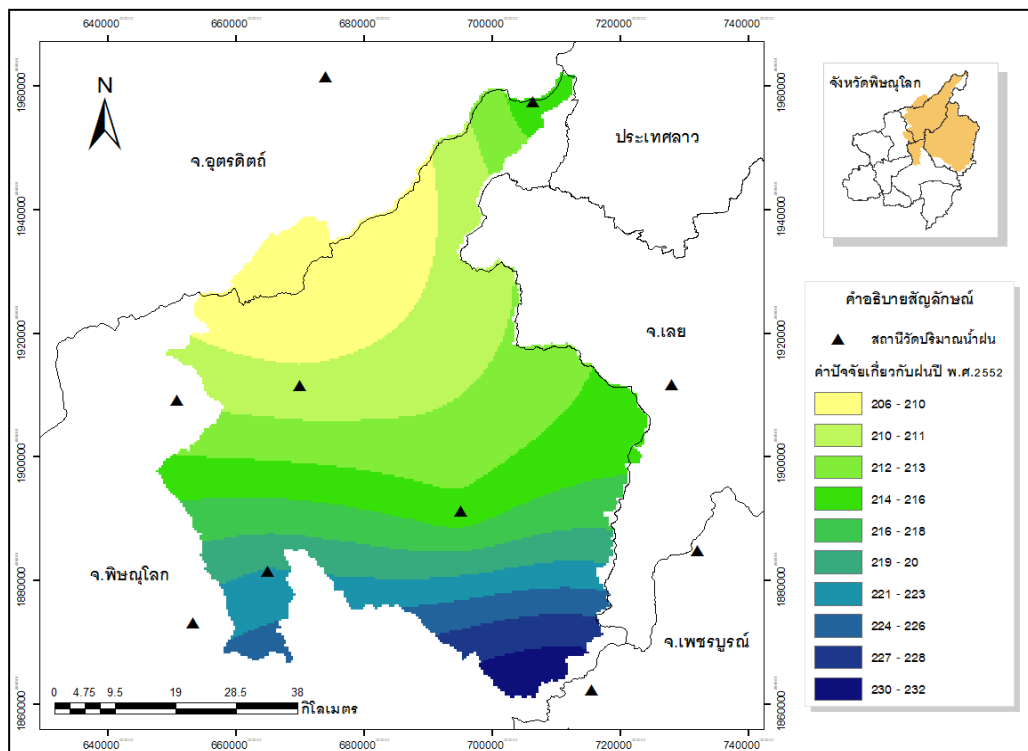 640000 660000 680000 700000 720000 740000
1960000
1940000
1920000
1900000
1880000
1860000
N
จ.อุตรดิตถ์
ประเทศลาว
จ.เลย
จ.พิษณุโลก
จ.เพชรบูรณ์
0 4.75 9.5 19 28.5 38
กิโลเมตร
640000 660000 680000 700000 720000 740000
1960000
1940000
1920000
1900000
1880000
1860000
จังหวัดพิษณุโลก
คำอธิบายสัญลักษณ์
สถานีวัดปริมาณน้ำฝน
ค่าปัจจัยเกี่ยวกับฝนปี พ.ศ.2552
206 - 210
210 - 211
212 - 213
214 - 216
216 - 218
219 - 20
221 - 223
224 - 226
227 - 228
230 - 232